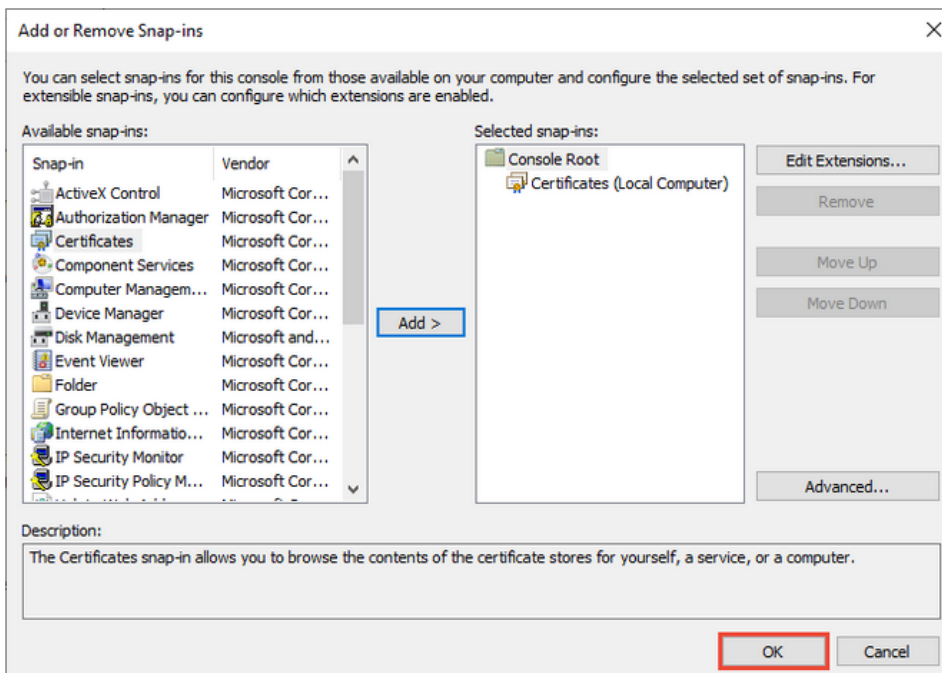 Add or Remove Snap-ins
You can select snap-ins for this console from those available on your computer and configure the selected set of snap-ins. For
extensible snap-ins, you can configure which extensions are enabled.
Available snap-ins:
Snap-in Vendor
ActiveX Control Microsoft Cor...
Authorization Manager Microsoft Cor...
Certificates Microsoft Cor...
Component Services Microsoft Cor...
Computer Managem... Microsoft Cor...
Device Manager Microsoft Cor...
Disk Management Microsoft and...
Event Viewer Microsoft Cor...
Folder Microsoft Cor...
Group Policy Object ... Microsoft Cor...
Internet Informatio... Microsoft Cor...
IP Security Monitor Microsoft Cor...
IP Security Policy M... Microsoft Cor...
Add >
Selected snap-ins:
Console Root
Certificates (Local Computer)
Edit Extensions...
Remove
Move Up
Move Down
Advanced...
Description:
The Certificates snap-in allows you to browse the contents of the certificate stores for yourself, a service, or a computer.
OK
Cancel